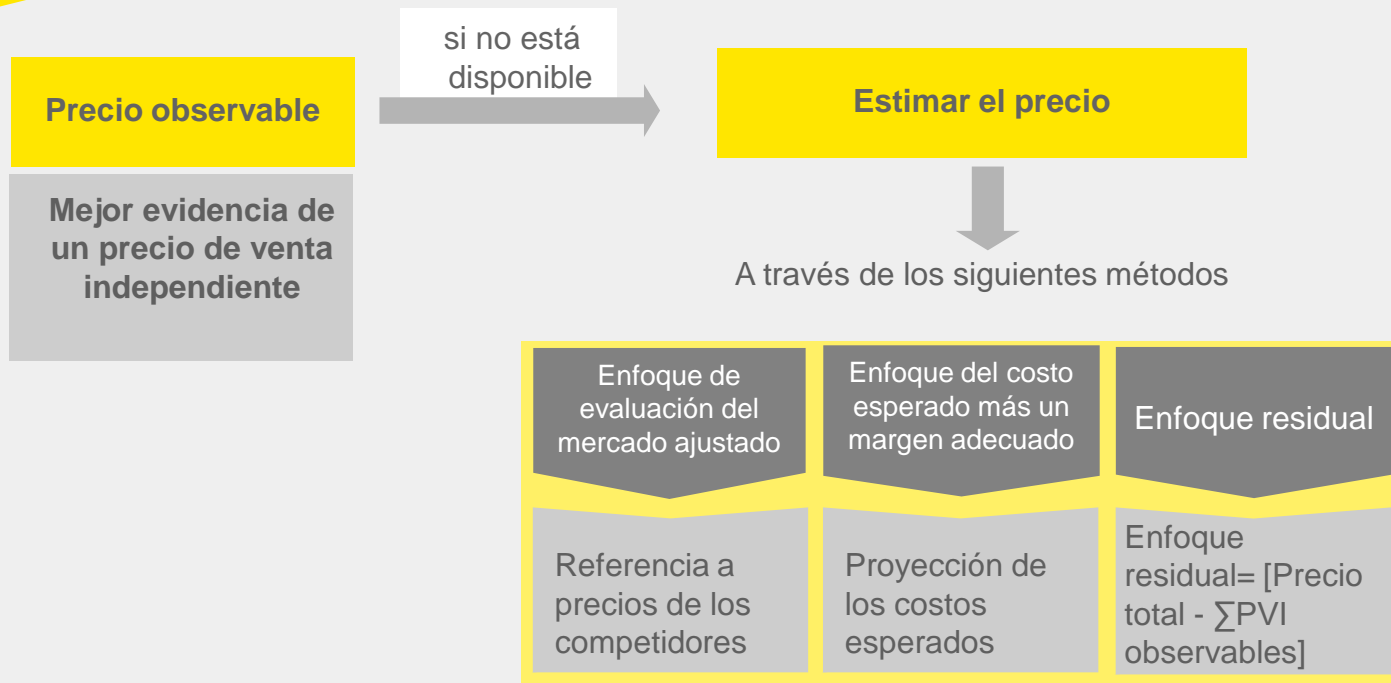 si no está
disponible
Precio observable
Estimar el precio
Mejor evidencia de
un precio de venta
independiente
A través de los siguientes métodos
Enfoque de
evaluación del
mercado ajustado
Enfoque del costo
esperado más un
margen adecuado
Enfoque residual
Referencia a
precios de los
competidores
Proyección de
los costos
esperados
Enfoque
residual= [Precio
total - ∑PVI
observables]